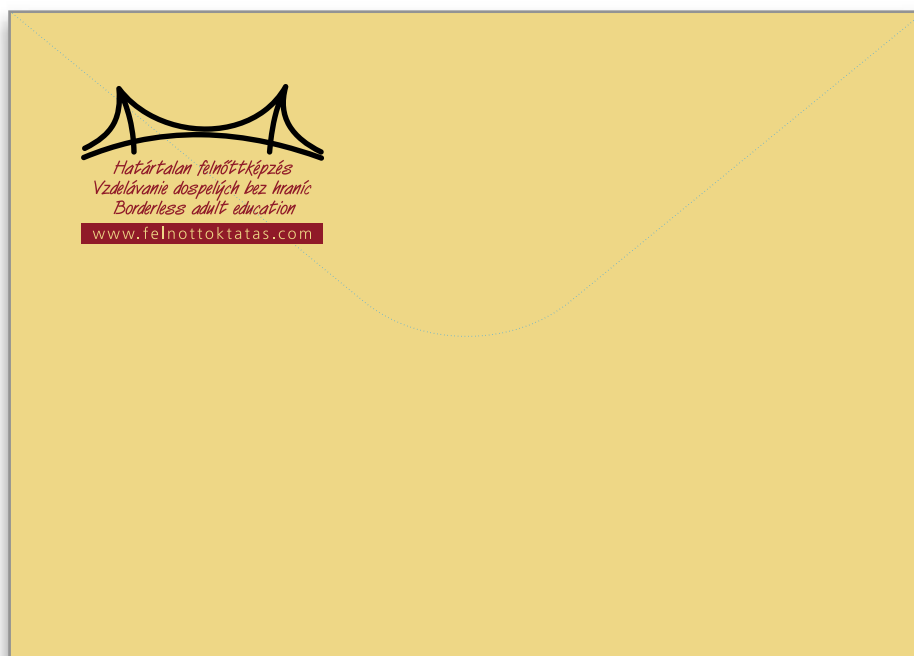 Határtalan felnőttképzés
Vzdelávanie dospelých bez hraníc
Borderless adult education
www.felnottoktatas.com